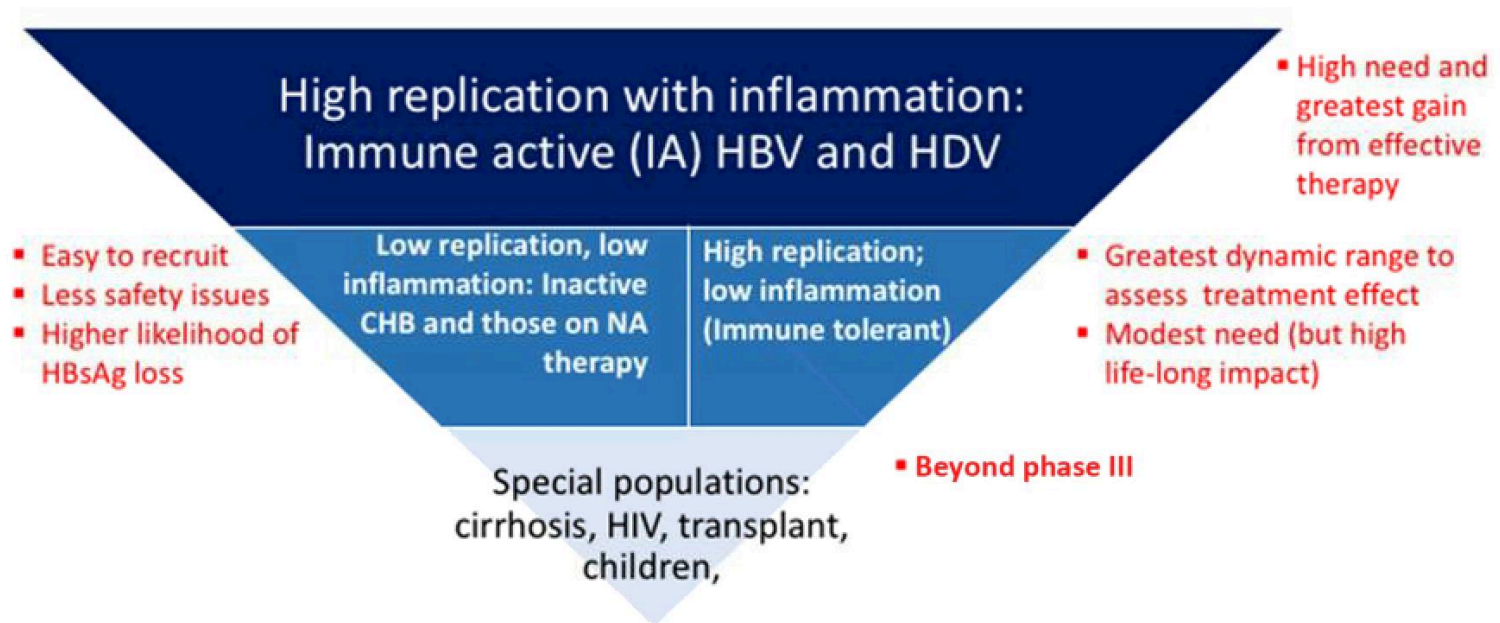 High replication with inflammation:
Immune active (IA) HBV and HDV
▪ High need and
greatest gain
from effective
therapy
▪ Easy to recruit
▪ Less safety issues
▪ Higher likelihood of
HBsAg loss
Low replication, low
inflammation: Inactive
CHB and those on NA
therapy
High replication;
low inflammation
(Immune tolerant)
▪ Greatest dynamic range to
assess treatment effect
▪ Modest need (but high
life-long impact)
Special populations:
cirrhosis, HIV, transplant,
children,
▪ Beyond phase III